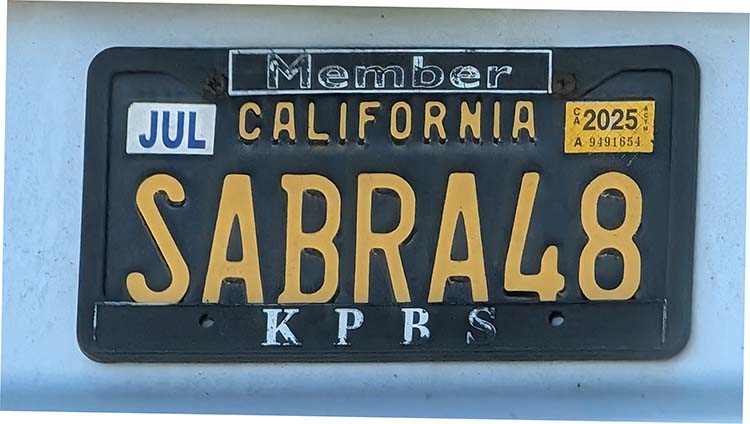 Member
JUL CALIFORNIA CA 2025
A 9491654
SABRA48
KPBS